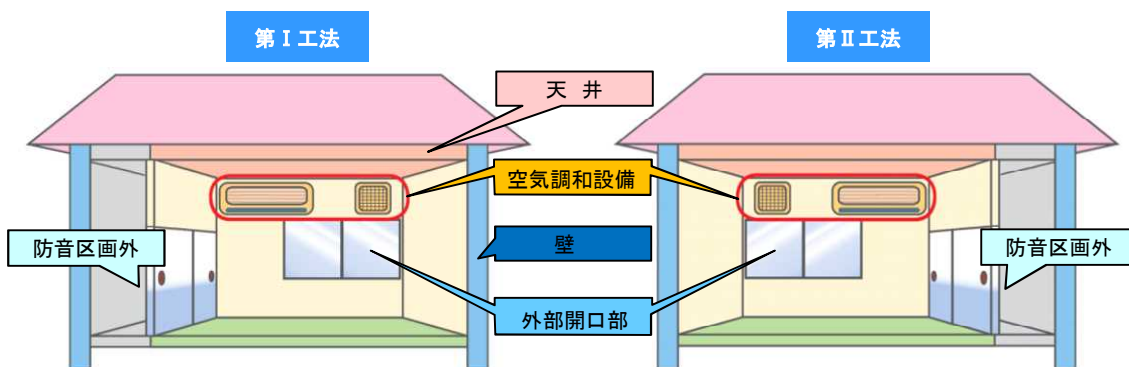 第Ⅰ工法
第Ⅱ工法
天 井
空気調和設備
防音区画外
壁
防音区画外
外部開口部